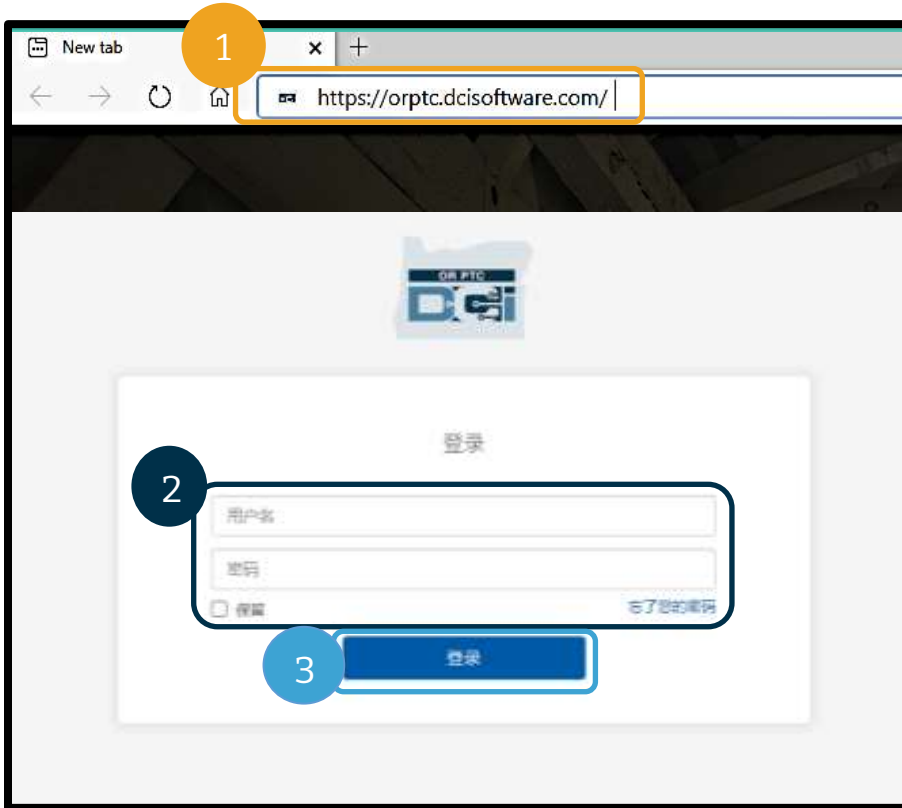 New tab
1
https://orptc.dcisoftware.com/
OR PTC
DCI
登录
2
用户名
密码
保留
忘了您的密码
3
登录